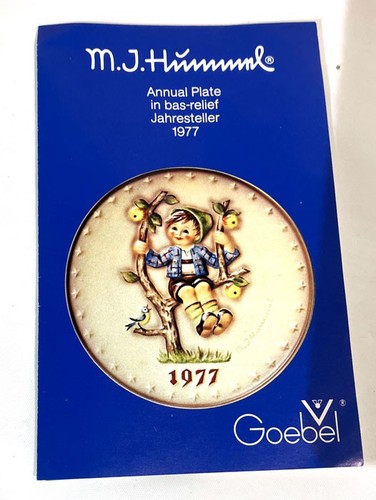 M.J.Hummel®
Annual Plate
in bas-relief
Jahresteller
1977
1977
Goebel®